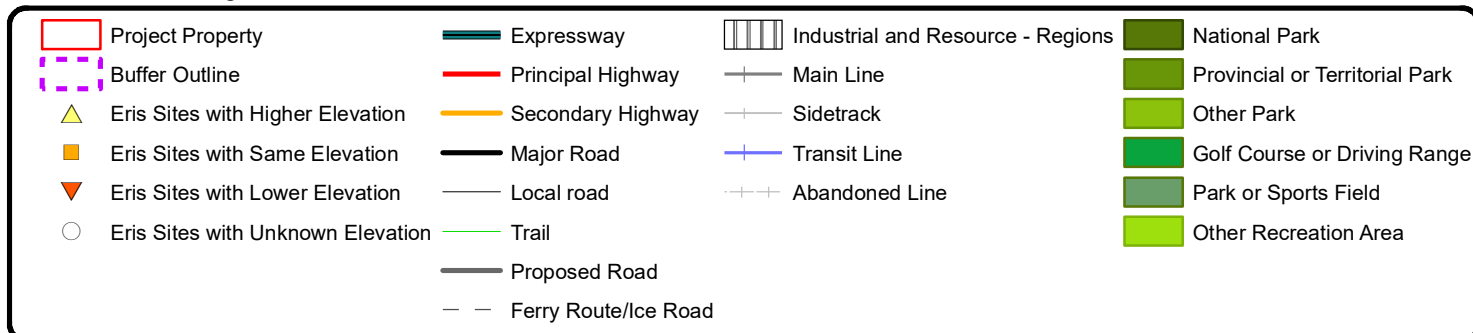 Project Property
Buffer Outline
Eris Sites with Higher Elevation
Eris Sites with Same Elevation
Eris Sites with Lower Elevation
Eris Sites with Unknown Elevation
Expressway
Principal Highway
Secondary Highway
Major Road
Local road
Trail
Proposed Road
Ferry Route/Ice Road
Industrial and Resource - Regions
Main Line
Sidetrack
Transit Line
Abandoned Line
National Park
Provincial or Territorial Park
Other Park
Golf Course or Driving Range
Park or Sports Field
Other Recreation Area